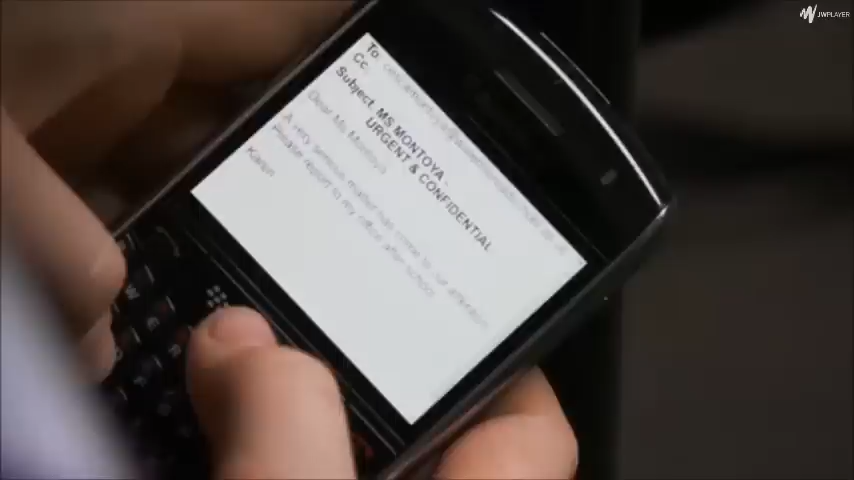 JWPLAYER
To
Cc:
Subject. MS MONTOYA -
URGENT & CONFIDENTIAL
Dear Ms Montoya
A very serious matter has come to our attention.
Please report to my office after school.
Karen
W E